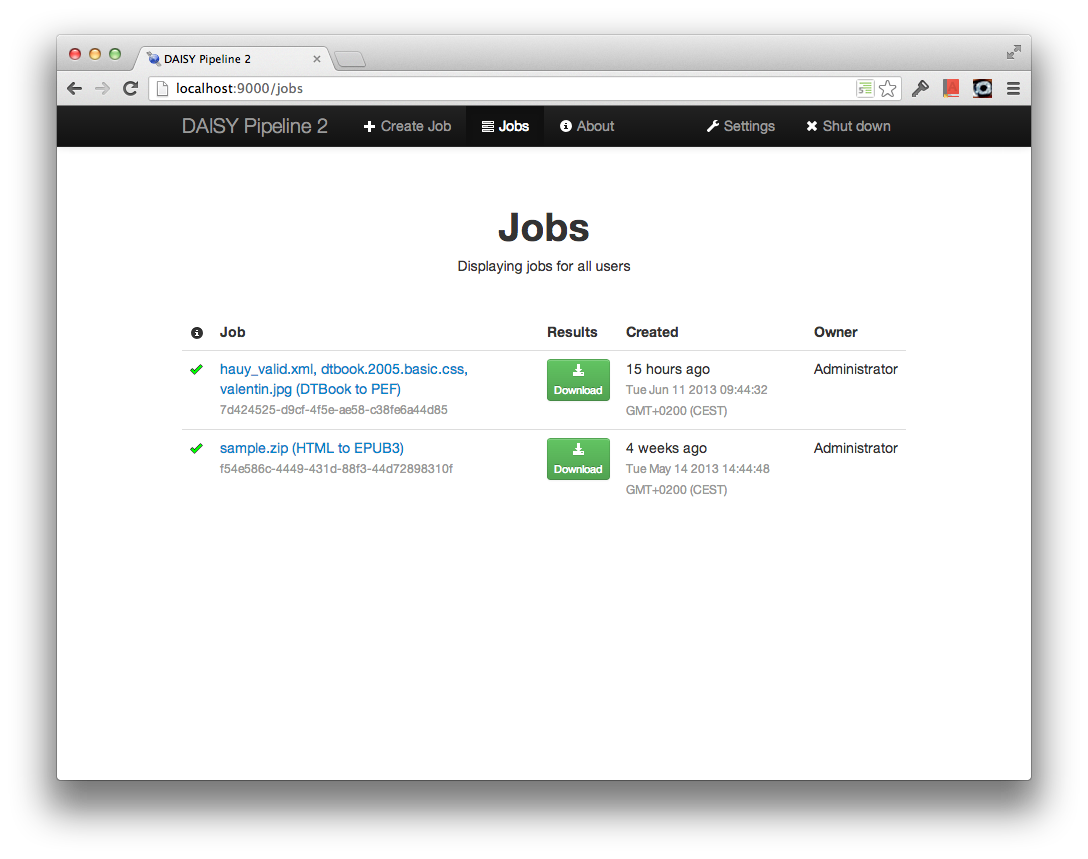 DAISY Pipeline 2
localhost:9000/jobs
DAISY Pipeline 2 Create Job Jobs About Settings Shut down
Jobs
Displaying jobs for all users
Job Results Created Owner
hauy_valid.xml, dtbook.2005.basic.css, Download 15 hours ago Administrator
valentin.jpg (DTBook to PEF) Tue Jun 11 2013 09:44:32
7d424525-d9cf-4f5e-ae58-c38fe6a44d85 GMT+0200 (CEST)
sample.zip (HTML to EPUB3) Download 4 weeks ago Administrator
f54e586c-4449-431d-88f3-44d72898310f Tue May 14 2013 14:44:48
GMT+0200 (CEST)